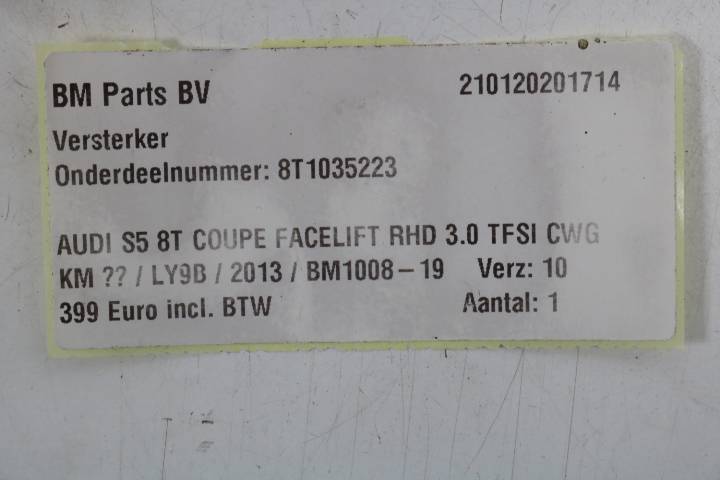 BM Parts BV 210120201714
Versterker
Onderdeelnummer: 8T1035223
AUDI S5 8T COUPE FACELIFT RHD 3.0 TFSI CWG
KM ?? / LY9B / 2013 / BM1008-19 Verz: 10
399 Euro incl. BTW Aantal: 1